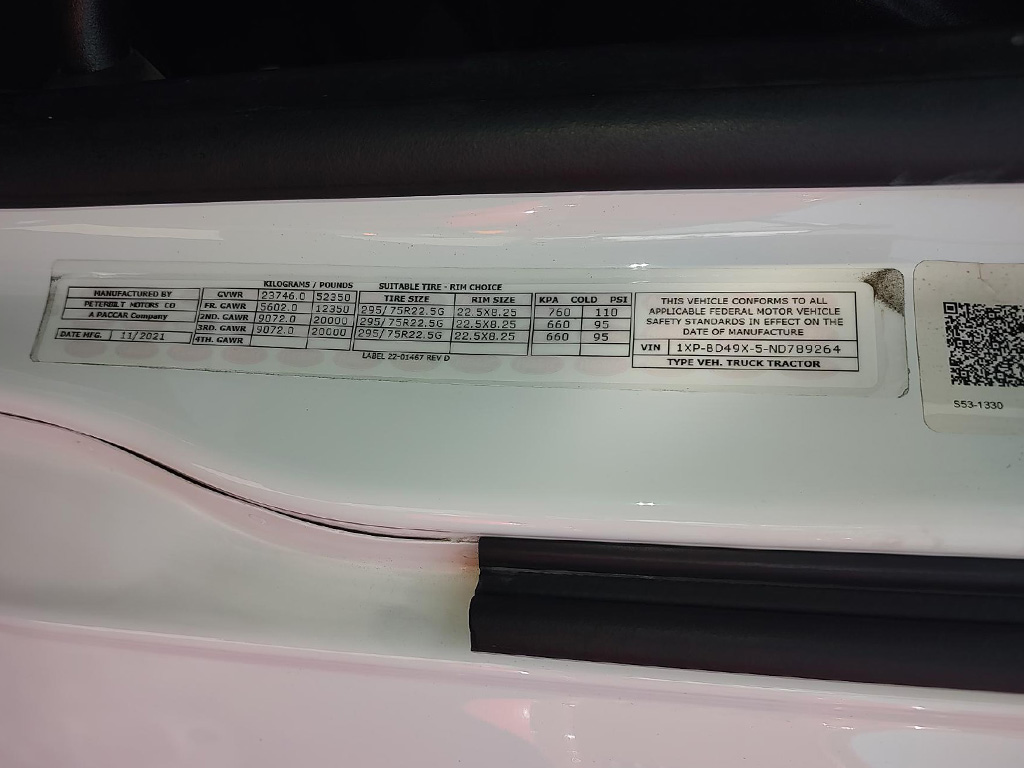 KILOGRAMS / POUNDS SUITABLE TIRE - RIM CHOICE
MANUFACTURED BY
PETERBILT MOTORS CO
A PACCAR Company
DATE MFG. 11/2021
TIRE SIZE RIM SIZE KPA COLD PSI
GVWR 23746.0 52350
FR. GAWR 5602.0 12350 295/75R22.5G 22.5X8.25 760 110
2ND. GAWR 9072.0 20000 295/75R22.5G 22.5X8.25 660 95
3RD. GAWR 9072.0 20000 295/75R22.5G 22.5X8.25 660 95
4TH. GAWR
LABEL 22-01467 REV D
THIS VEHICLE CONFORMS TO ALL
APPLICABLE FEDERAL MOTOR VEHICLE
SAFETY STANDARDS IN EFFECT ON THE
DATE OF MANUFACTURE
VIN 1XP-BD49X-5-ND789264
TYPE VEH. TRUCK TRACTOR
S53-1330